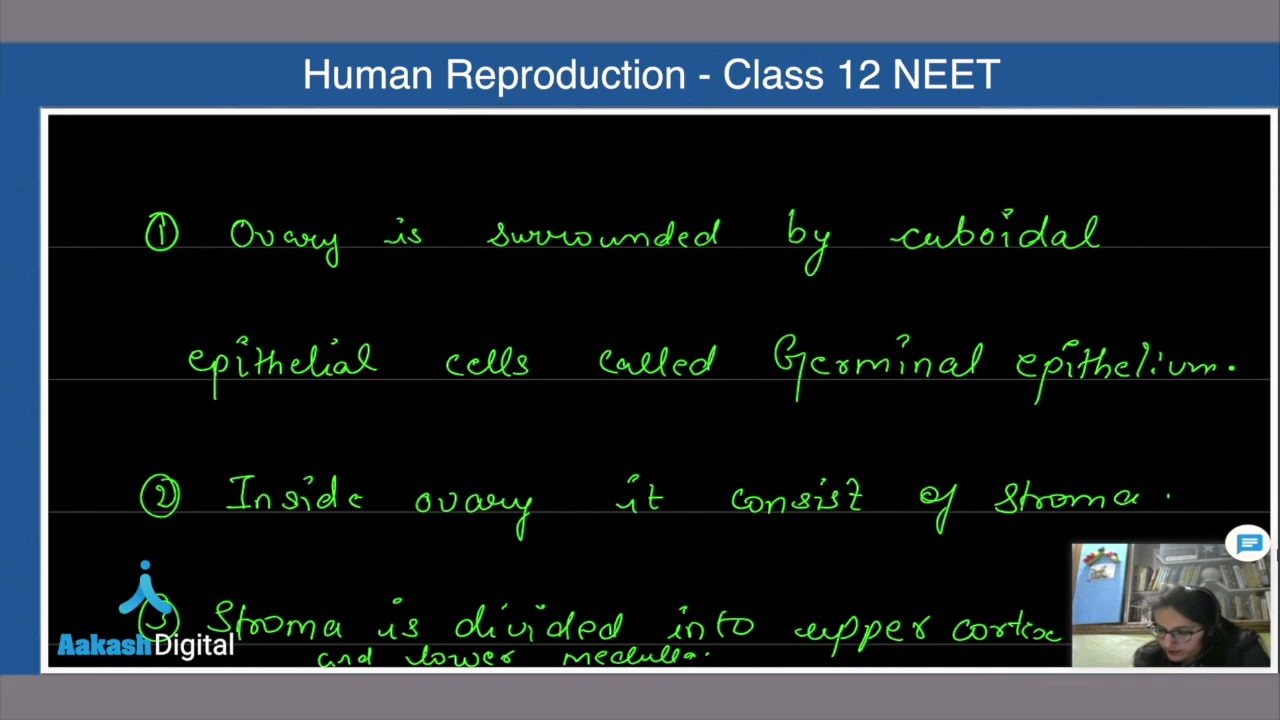 Human Reproduction - Class 12 NEET
① Ovary is surrounded by cuboidal
epithelial cells called Germinal epithelium.
② Inside ovary it consist of stroma.
③ Stroma is divided into upper cortex
and lower medulla.
Aakash Digital